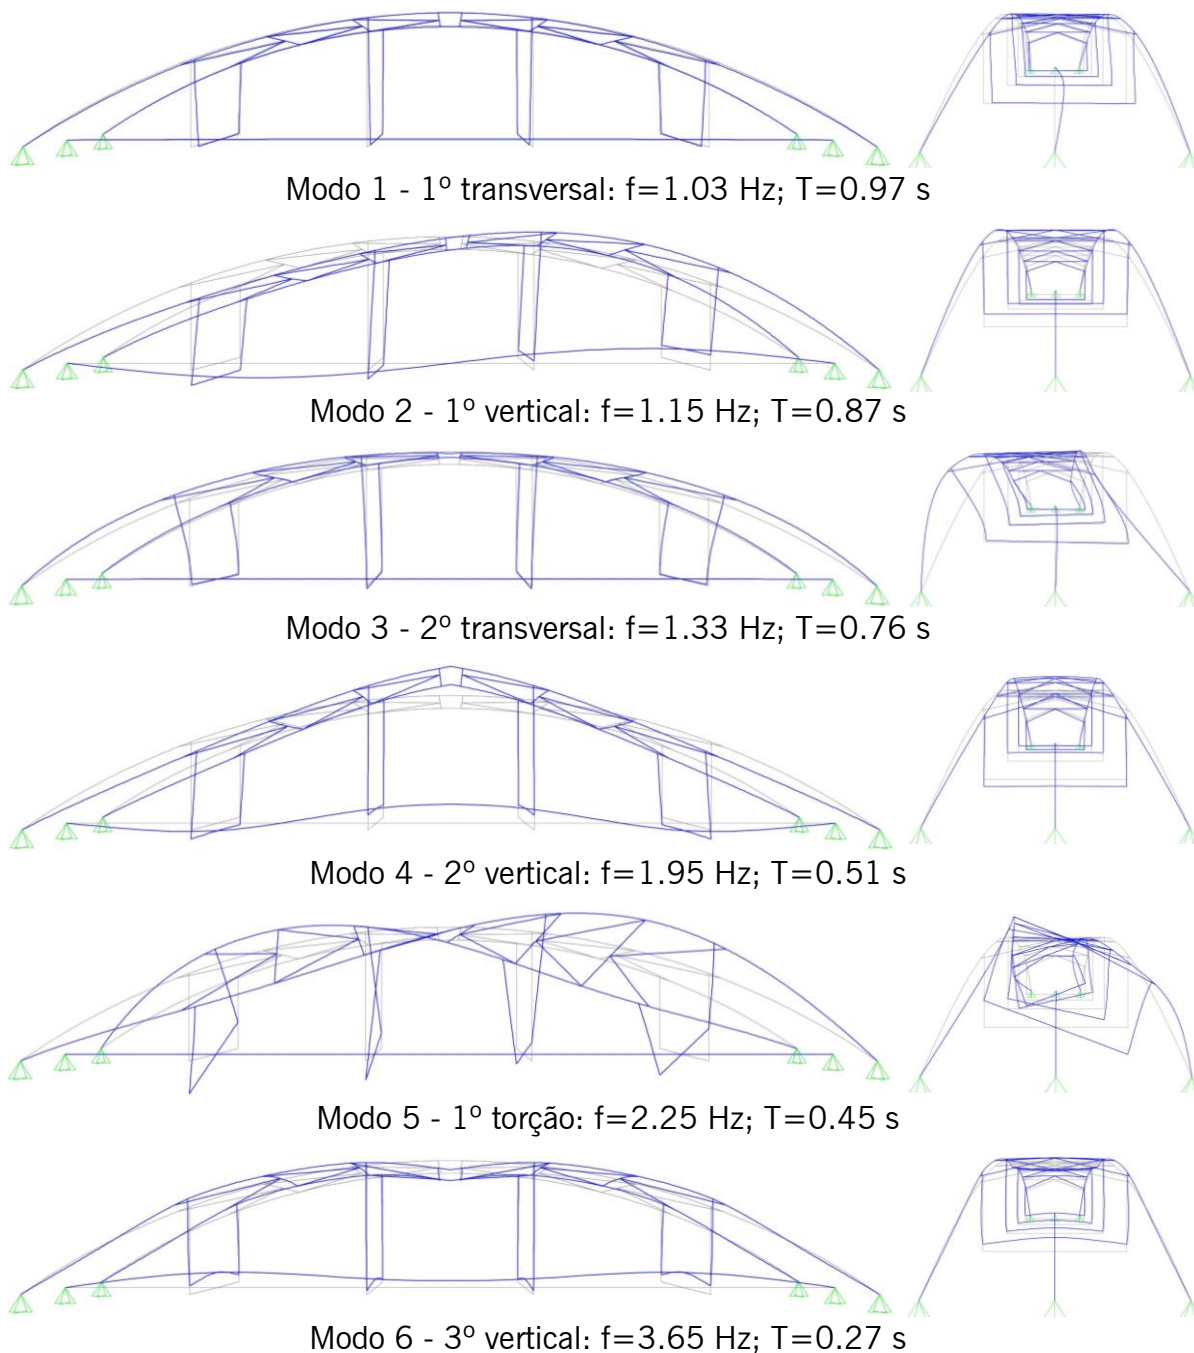 Modo 1 - 1º transversal: f=1.03 Hz; T=0.97 s
Modo 2 - 1º vertical: f=1.15 Hz; T=0.87 s
Modo 3 - 2º transversal: f=1.33 Hz; T=0.76 s
Modo 4 - 2º vertical: f=1.95 Hz; T=0.51 s
Modo 5 - 1º torção: f=2.25 Hz; T=0.45 s
Modo 6 - 3º vertical: f=3.65 Hz; T=0.27 s